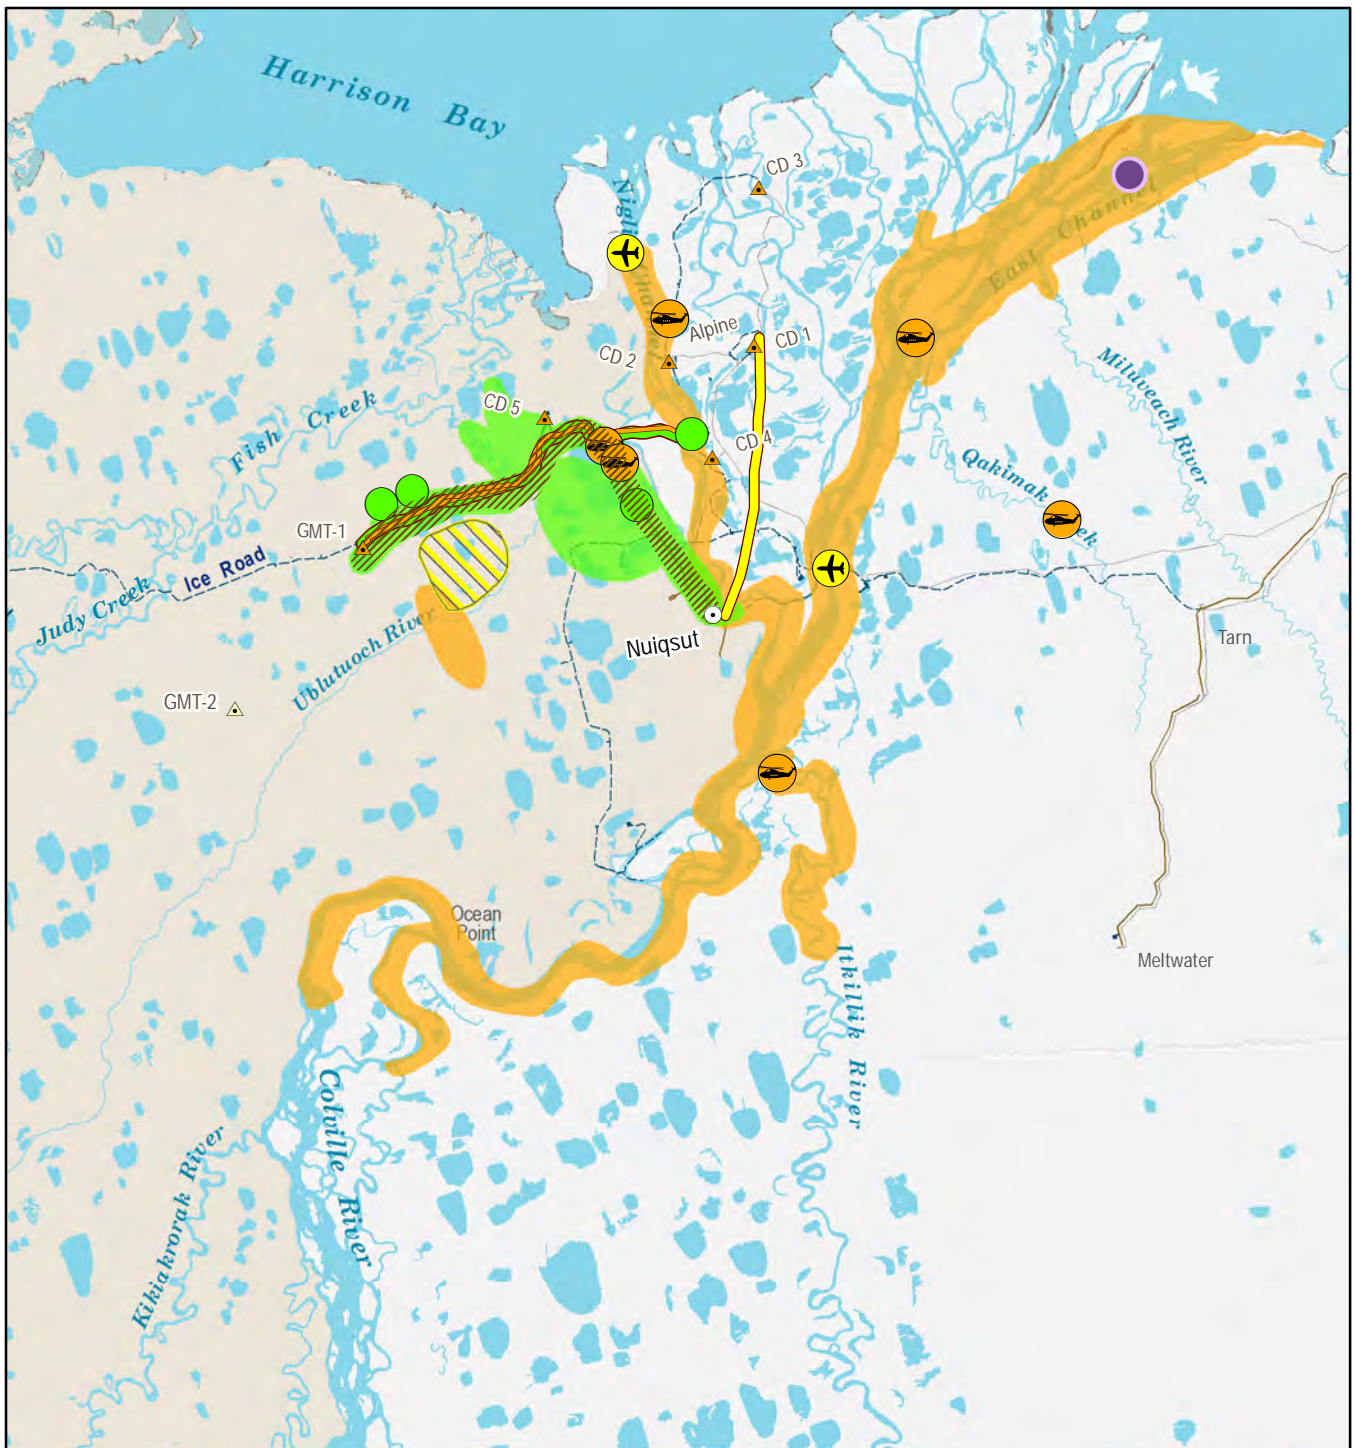 Harrison Bay
CD 3
Nigliq Channel
East Channel
Alpine
CD 1
CD 2
Miluveach River
Fish Creek
CD 5
CD 4
Qakimak Creek
GMT-1
Ice Road
Judy Creek
Ublutuoch River
Nuiqsut
Tarn
GMT-2
Ocean
Point
Itkillik River
Meltwater
Colville River
Kikiakrorak River